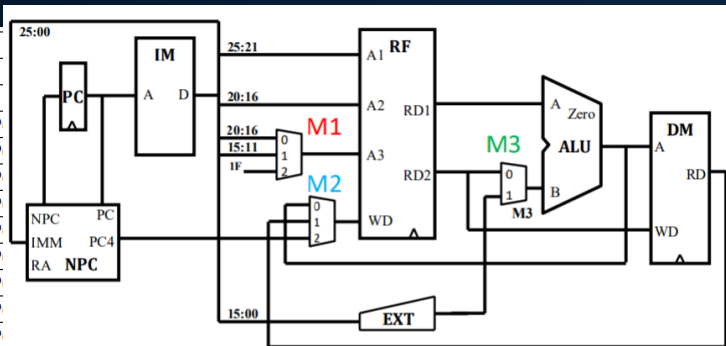 25:00
IM
25:21
A1 RF
PC
A
D
20:16
A2
RD1
A
Zero
M1
20:16
0
15:11
1
1F
2
A3
M3
ALU
DM
A
RD
M2
RD2
0
1
B
M3
NPC
PC
0
1
2
WD
IMM
PC4
WD
RA
NPC
15:00
EXT